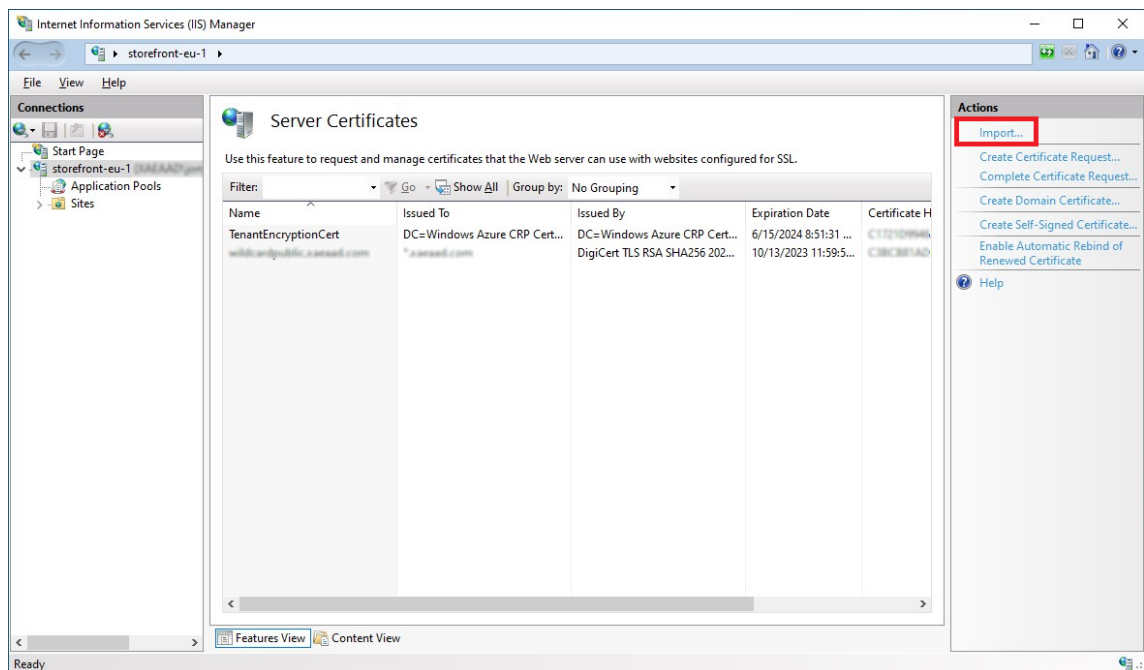 Internet Information Services (IIS) Manager
storefront-eu-1
File View Help
Connections
Start Page
storefront-eu-1
Application Pools
Sites
Server Certificates
Use this feature to request and manage certificates that the Web server can use with websites configured for SSL.
Filter: Go Show All Group by: No Grouping
Name Issued To Issued By Expiration Date Certificate H
TenantEncryptionCert DC=Windows Azure CRP Cert... DC=Windows Azure CRP Cert... 6/15/2024 8:51:31 ...
DigiCert TLS RSA SHA256 202... 10/13/2023 11:59:5...
Features View Content View
Actions
Import...
Create Certificate Request...
Complete Certificate Request...
Create Domain Certificate...
Create Self-Signed Certificate...
Enable Automatic Rebind of
Renewed Certificate
Help
Ready